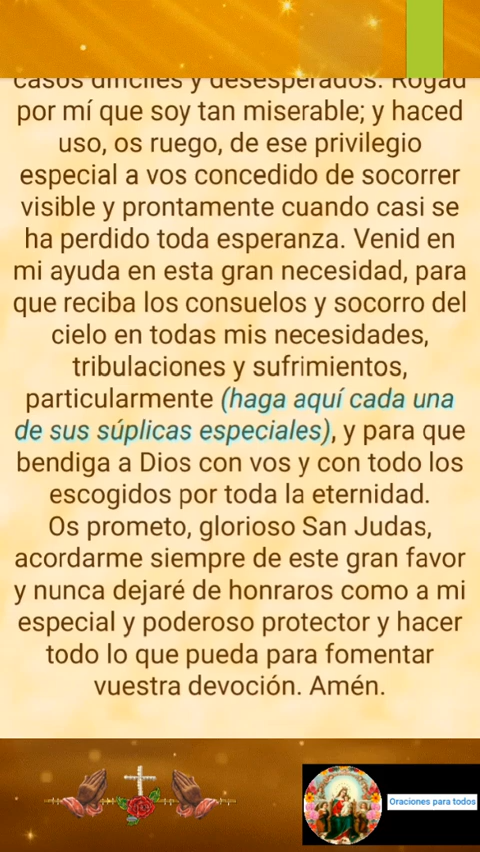 casos difíciles y desesperados. Rogad
por mí que soy tan miserable; y haced
uso, os ruego, de ese privilegio
especial a vos concedido de socorrer
visible y prontamente cuando casi se
ha perdido toda esperanza. Venid en
mi ayuda en esta gran necesidad, para
que reciba los consuelos y socorro del
cielo en todas mis necesidades,
tribulaciones y sufrimientos,
particularmente (haga aquí cada una
de sus súplicas especiales), y para que
bendiga a Dios con vos y con todo los
escogidos por toda la eternidad.
Os prometo, glorioso San Judas,
acordarme siempre de este gran favor
y nunca dejaré de honraros como a mi
especial y poderoso protector y hacer
todo lo que pueda para fomentar
vuestra devoción. Amén.
Oraciones para todos